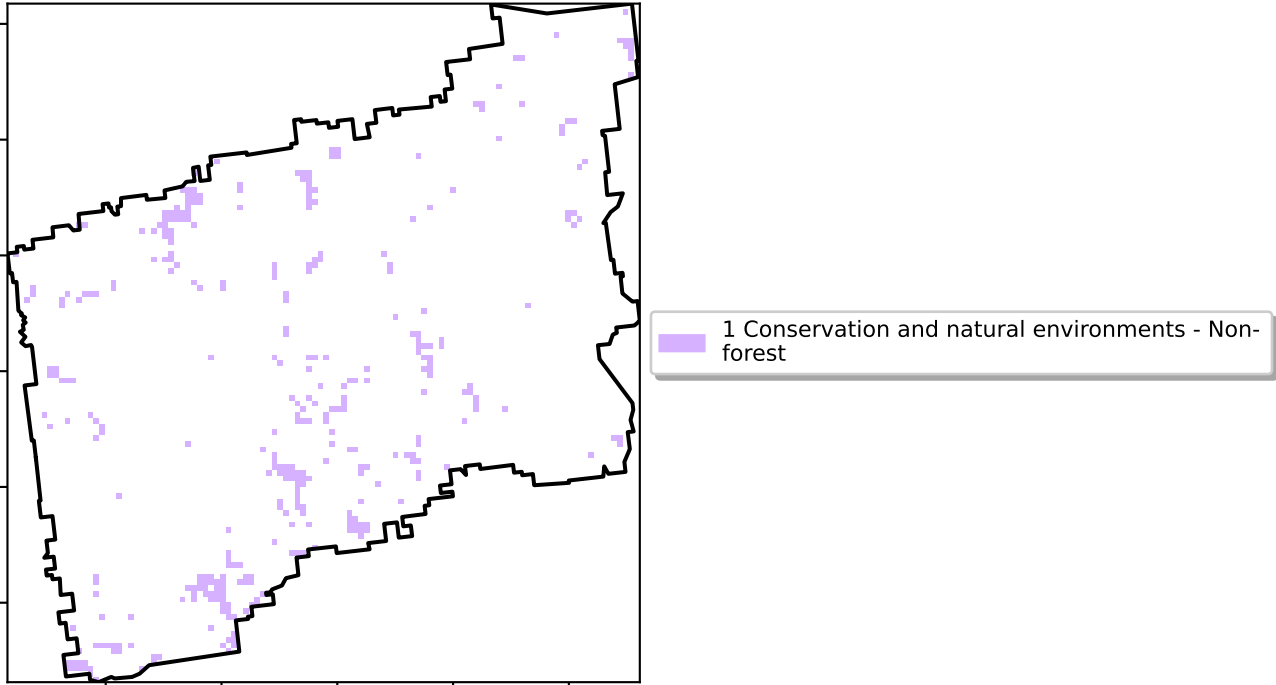 1 Conservation and natural environments - Non-
forest